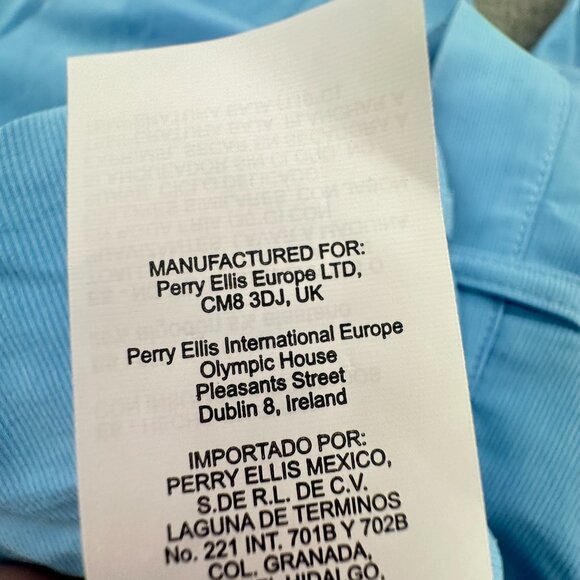 MANUFACTURED FOR:
Perry Ellis Europe LTD,
CM8 3DJ, UK
Perry Ellis International Europe
Olympic House
Pleasants Street
Dublin 8, Ireland
IMPORTADO POR:
PERRY ELLIS MEXICO,
S.DE R.L. DE C.V.
LAGUNA DE TERMINOS
No. 221 INT. 701B Y 702B
COL. GRANADA,
HIDALGO,